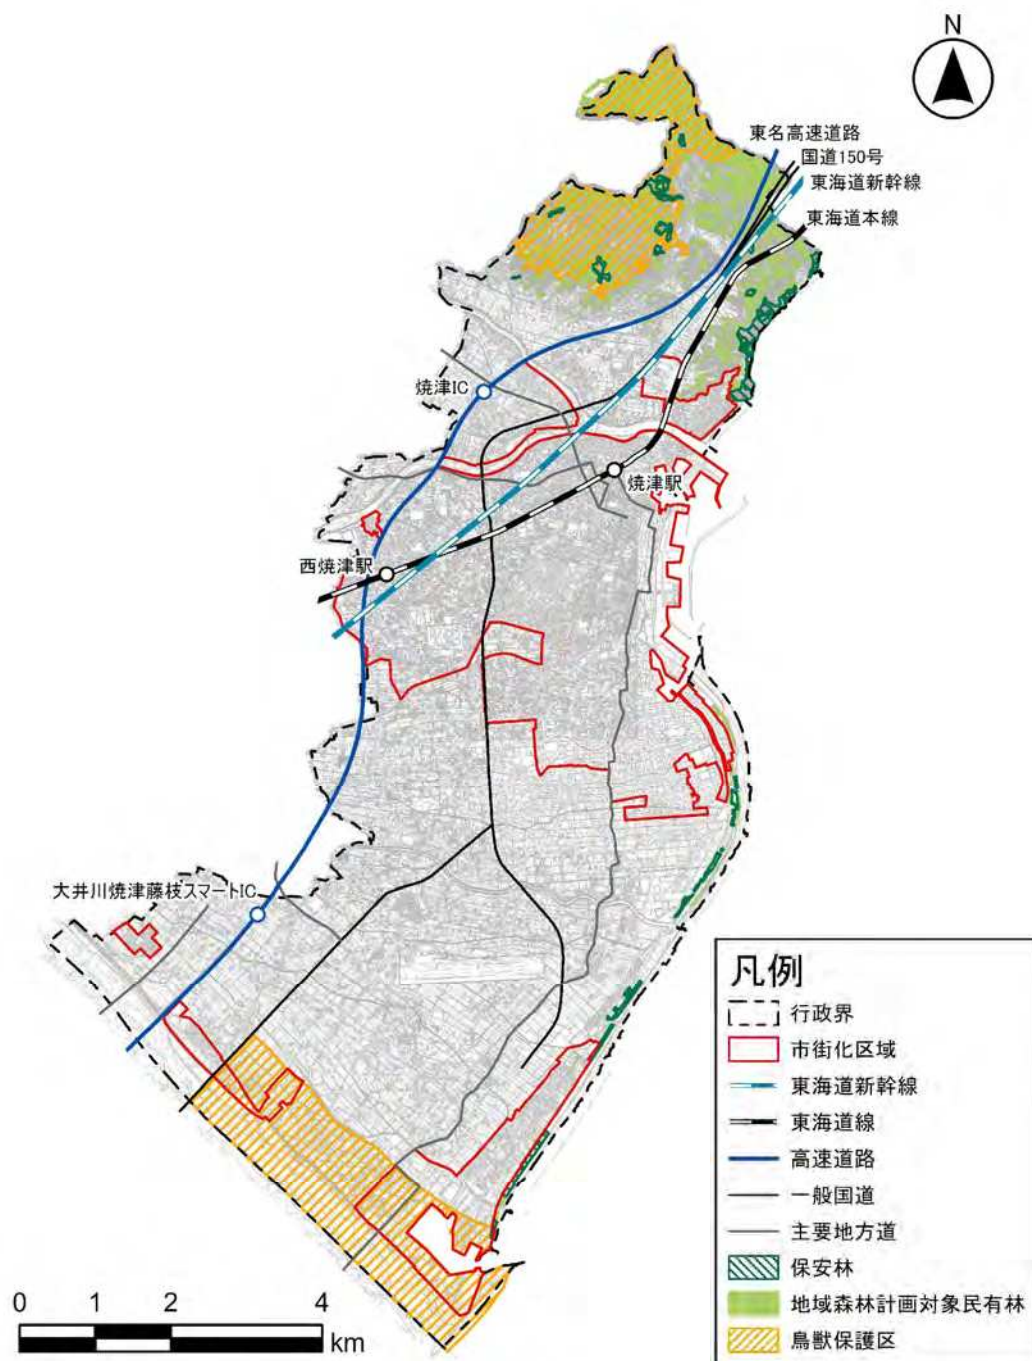 N
東名高速道路
国道150号
東海道新幹線
東海道本線
焼津IC
焼津駅
西焼津駅
大井川焼津藤枝スマートIC
凡例
行政界
市街化区域
東海道新幹線
東海道線
高速道路
一般国道
主要地方道
保安林
地域森林計画対象民有林
鳥獣保護区
0 1 2 4
km